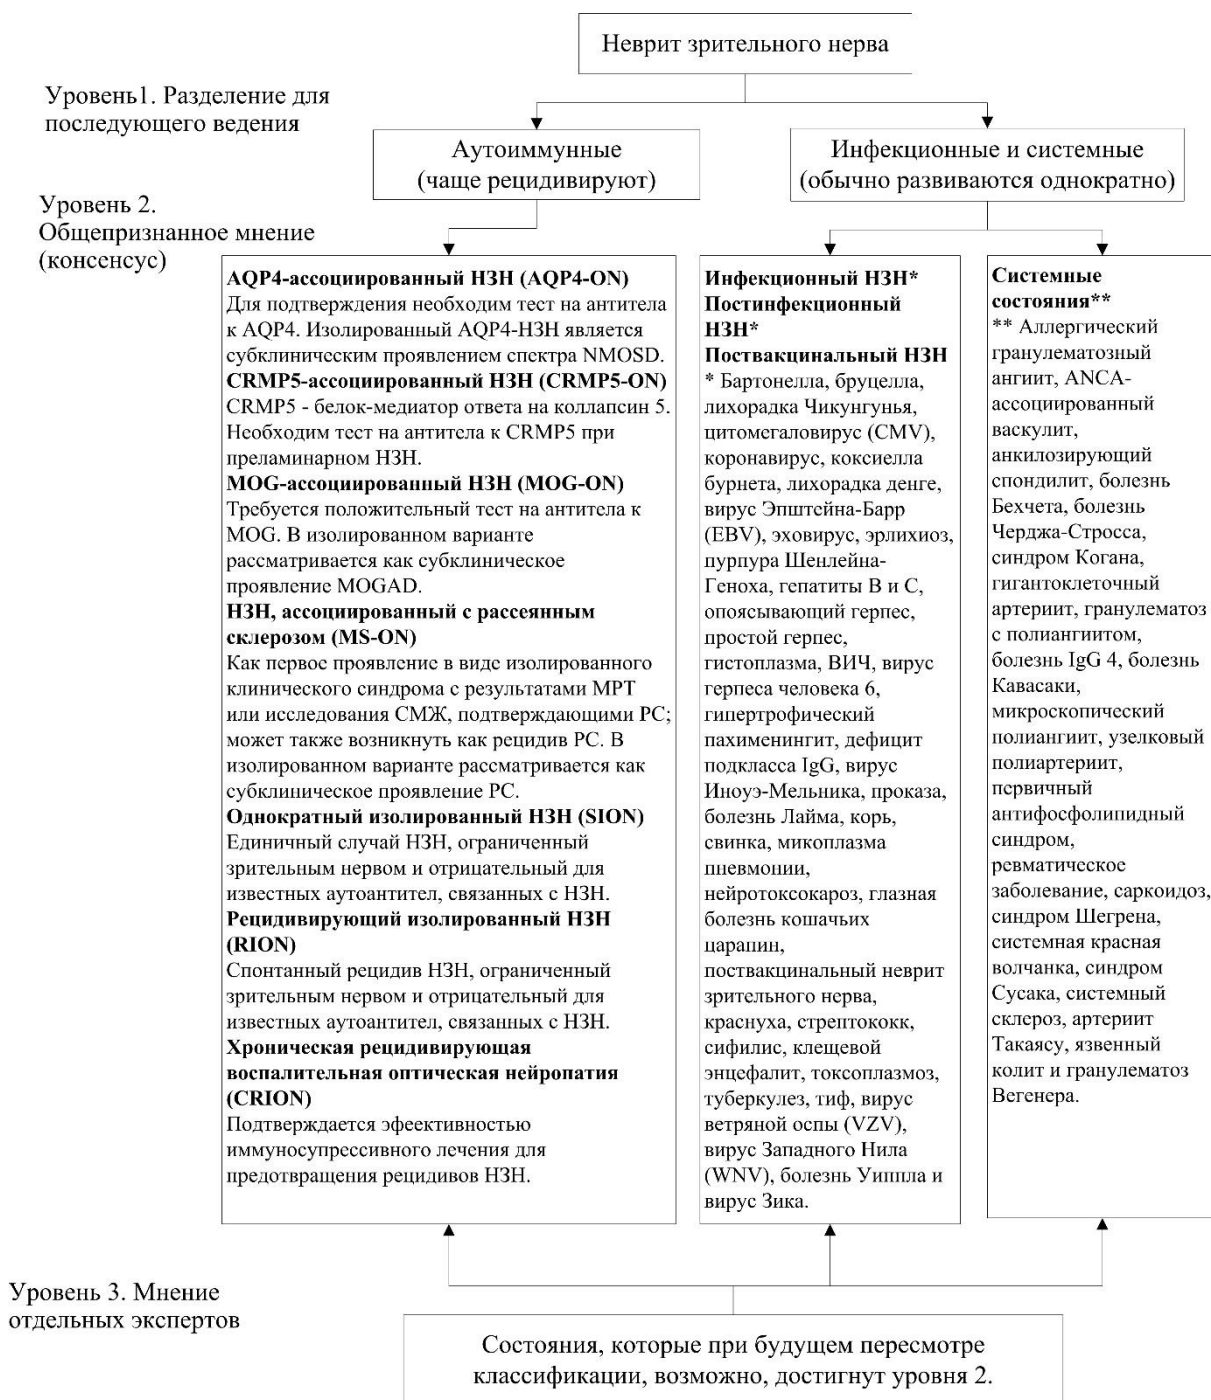 Неврит зрительного нерва
Уровень1. Разделение для
последующего ведения
Аутоиммунные
(чаще рецидивируют)
Инфекционные и системные
(обычно развиваются однократно)
Уровень 2.
Общепризнанное мнение
(консенсус)
AQP4-ассоциированный НЗН (AQP4-ON)
Для подтверждения необходим тест на антитела
к AQP4. Изолированный AQP4-НЗН является
субклиническим проявлением спектра NMOSD.
CRMP5-ассоциированный НЗН (CRMP5-ON)
CRMP5 - белок-медиатор ответа на коллапсин 5.
Необходим тест на антитела к CRMP5 при
преламинарном НЗН.
MOG-ассоциированный НЗН (MOG-ON)
Требуется положительный тест на антитела к
MOG. В изолированном варианте
рассматривается как субклиническое
проявление MOGAD.
НЗН, ассоциированный с рассеянным
склерозом (MS-ON)
Как первое проявление в виде изолированного
клинического синдрома с результатами МРТ
или исследования СМЖ, подтверждающими РС;
может также возникнуть как рецидив РС. В
изолированном варианте рассматривается как
субклиническое проявление РС.
Однократный изолированный НЗН (SION)
Единичный случай НЗН, ограниченный
зрительным нервом и отрицательный для
известных аутоантител, связанных с НЗН.
Рецидивирующий изолированный НЗН
(RION)
Спонтанный рецидив НЗН, ограниченный
зрительным нервом и отрицательный для
известных аутоантител, связанных с НЗН.
Хроническая рецидивирующая
воспалительная оптическая нейропатия
(CRION)
Подтверждается эфеективностью
иммуносупрессивного лечения для
предотвращения рецидивов НЗН.
Инфекционный НЗН*
Постинфекционный
НЗН*
Поствакцинальный НЗН
* Бартонелла, бруцелла,
лихорадка Чикунгунья,
цитомегаловирус (CMV),
коронавирус, коксиелла
бурнета, лихорадка денге,
вирус Эпштейна-Барр
(EBV), эховирус, эрлихиоз,
пурпура Шенлейна-
Геноха, гепатиты В и С,
опоясывающий герпес,
простой герпес,
гистоплазма, ВИЧ, вирус
герпеса человека 6,
гипертрофический
пахименингит, дефицит
подкласса IgG, вирус
Иноуэ-Мельника, проказа,
болезнь Лайма, корь,
свинка, микоплазма
пневмонии,
нейротоксокароз, глазная
болезнь кошачьих
царапин,
поствакцинальный неврит
зрительного нерва,
краснуха, стрептококк,
сифилис, клещевой
энцефалит, токсоплазмоз,
туберкулез, тиф, вирус
ветряной оспы (VZV),
вирус Западного Нила
(WNV), болезнь Уиппла и
вирус Зика.
Системные
состояния**
** Аллергический
гранулематозный
ангиит, ANCA-
ассоциированный
васкулит,
анкилозирующий
спондилит, болезнь
Бехчета, болезнь
Черджа-Стросса,
синдром Когана,
гигантоклеточный
артериит, гранулематоз
с полиангиитом,
болезнь IgG 4, болезнь
Кавасаки,
микроскопический
полиангиит, узелковый
полиартериит,
первичный
антифосфолипидный
синдром,
ревматическое
заболевание, саркоидоз,
синдром Шегрена,
системная красная
волчанка, синдром
Сусака, системный
склероз, артериит
Такаясу, язвенный
колит и гранулематоз
Вегенера.
Уровень 3. Мнение
отдельных экспертов
Состояния, которые при будущем пересмотре
классификации, возможно, достигнут уровня 2.